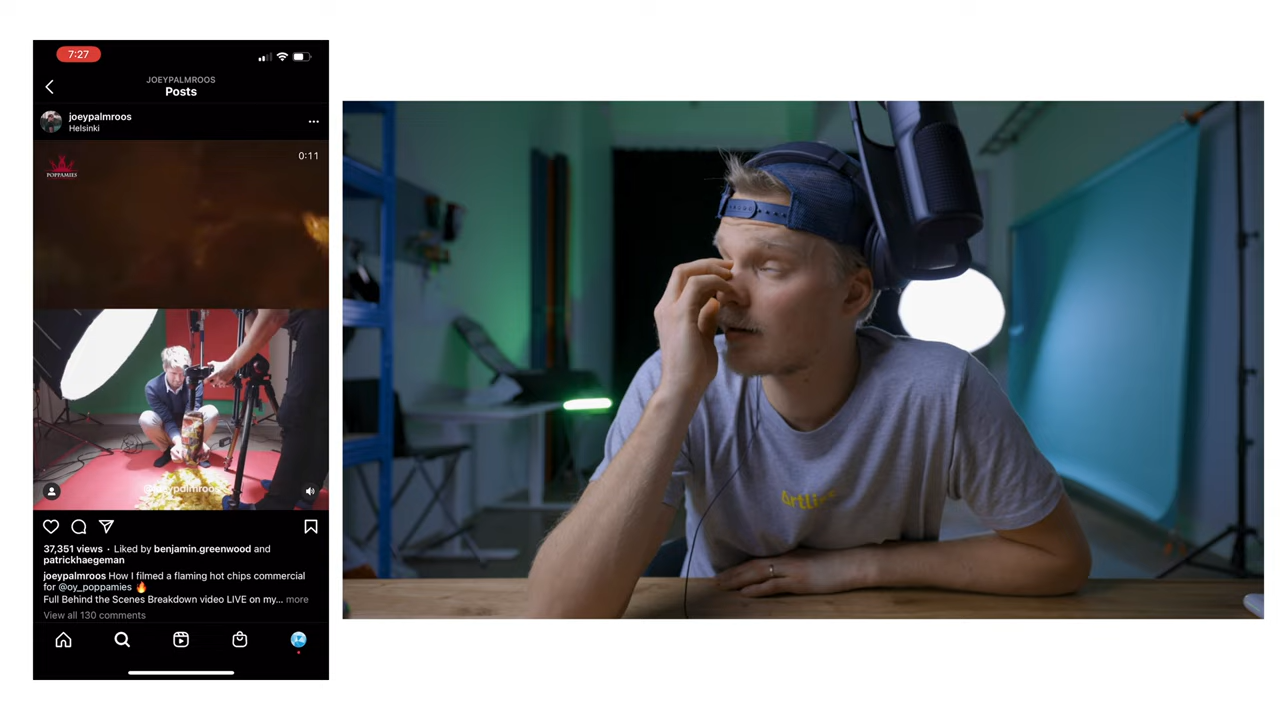 7:27
JOEYPALMROOS
Posts
joeypalmroos
Helsinki
0:11
POPPAMIES
37,351 views · Liked by benjamin.greenwood and
patrickhaegeman
joeypalmroos How I filmed a flaming hot chips commercial
for @oy_poppamies 🔥
Full Behind the Scenes Breakdown video LIVE on my... more
View all 130 comments